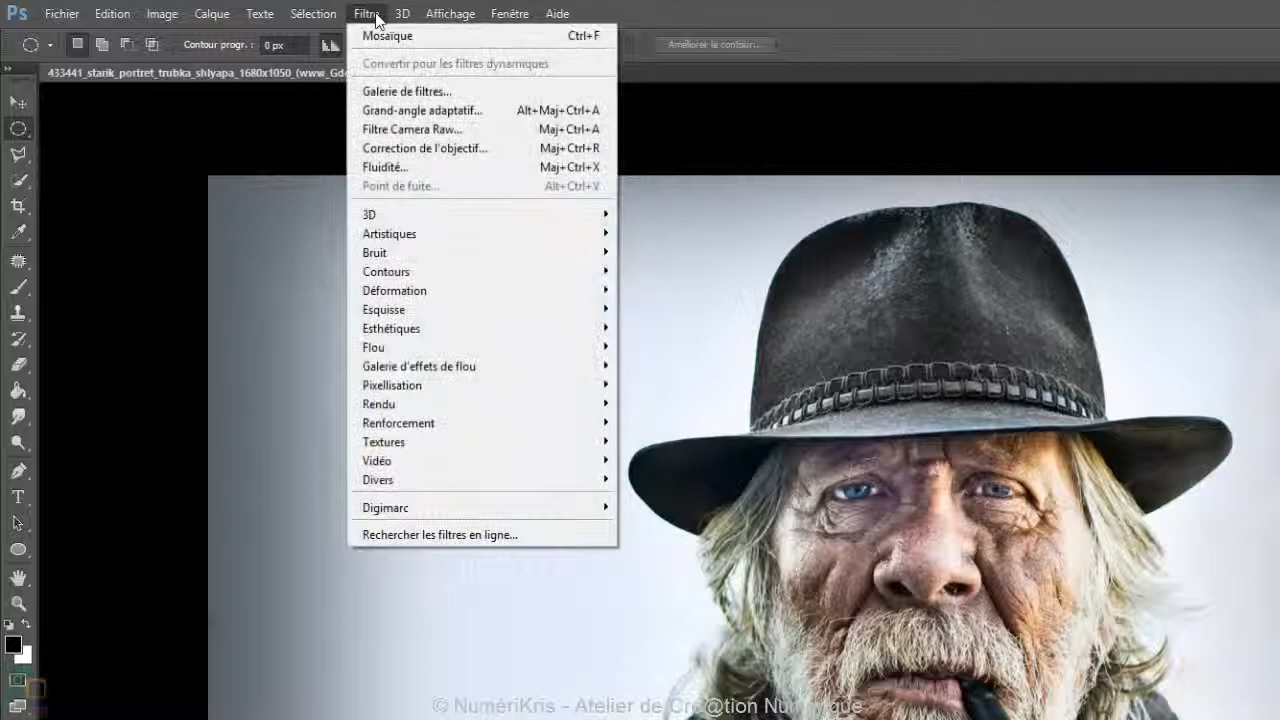 Ps Fichier Edition Image Calque Texte Sélection Filtre 3D Affichage Fenêtre Aide
Contour progr. : 0 px Améliorer le contour...
433441_starik_portret_trubka_shlyapa_1680x1050_(www_Gde
Mosaïque Ctrl+F
Convertir pour les filtres dynamiques
Galerie de filtres...
Grand-angle adaptatif... Alt+Maj+Ctrl+A
Filtre Camera Raw... Maj+Ctrl+A
Correction de l'objectif... Maj+Ctrl+R
Fluidité... Maj+Ctrl+X
Point de fuite... Alt+Ctrl+V
3D
Artistiques
Bruit
Contours
Déformation
Esquisse
Esthétiques
Flou
Galerie d'effets de flou
Pixellisation
Rendu
Renforcement
Textures
Vidéo
Divers
Digimarc
Rechercher les filtres en ligne...
© NumériKris - Atelier de Cré@tion Numérique